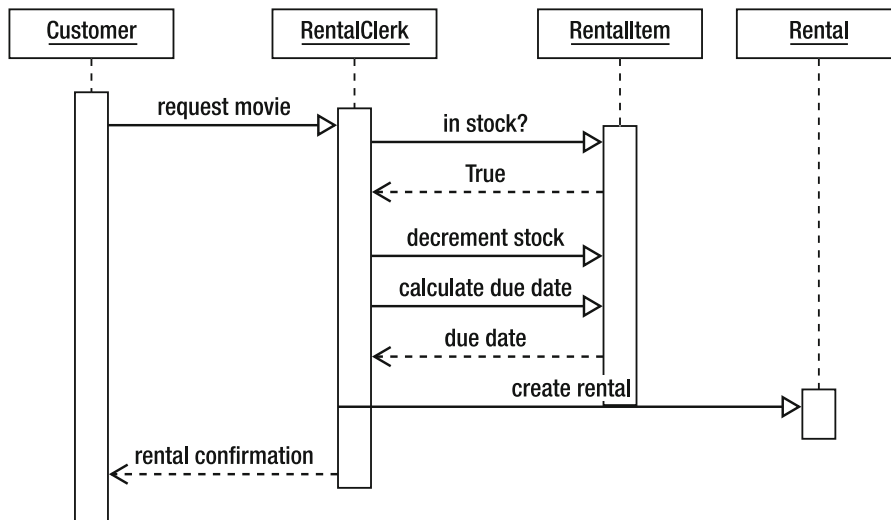 Customer
RentalClerk
RentalItem
Rental
request movie
in stock?
True
decrement stock
calculate due date
due date
create rental
rental confirmation